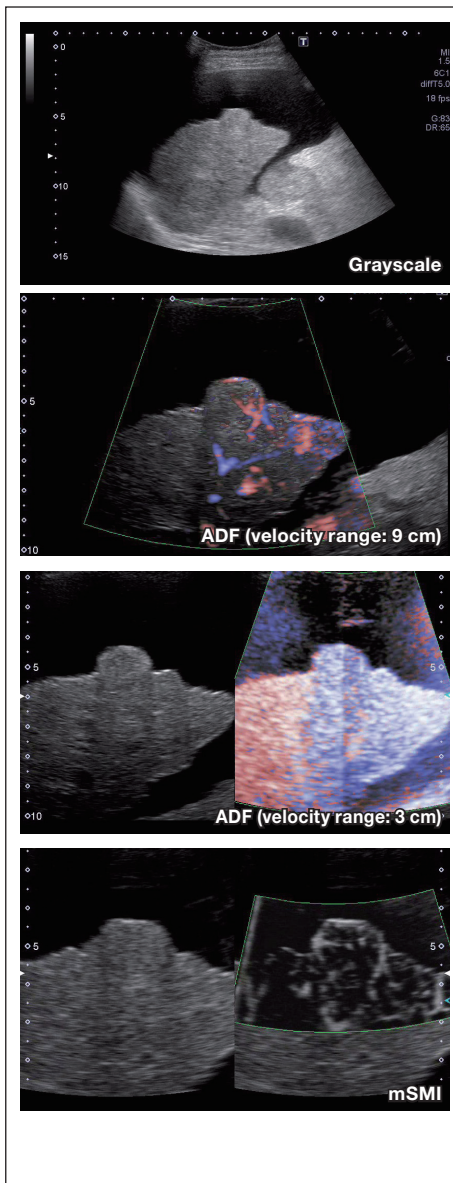 T
0
5
10
15
MI
1.5
6C1
diffT5.0
18 fps
G:83
DR:65
Grayscale
5
10
ADF (velocity range: 9 cm)
5
5
10
ADF (velocity range: 3 cm)
5
5
mSMI